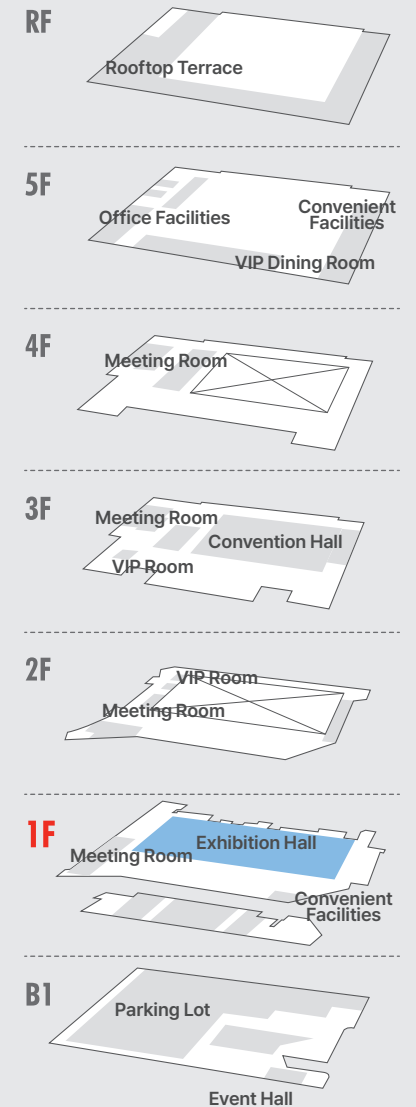 RF
Rooftop Terrace
5F
Office Facilities
Convenient
Facilities
VIP Dining Room
4F
Meeting Room
3F
Meeting Room
Convention Hall
VIP Room
2F
VIP Room
Meeting Room
1F
Exhibition Hall
Meeting Room
Convenient
Facilities
B1
Parking Lot
Event Hall